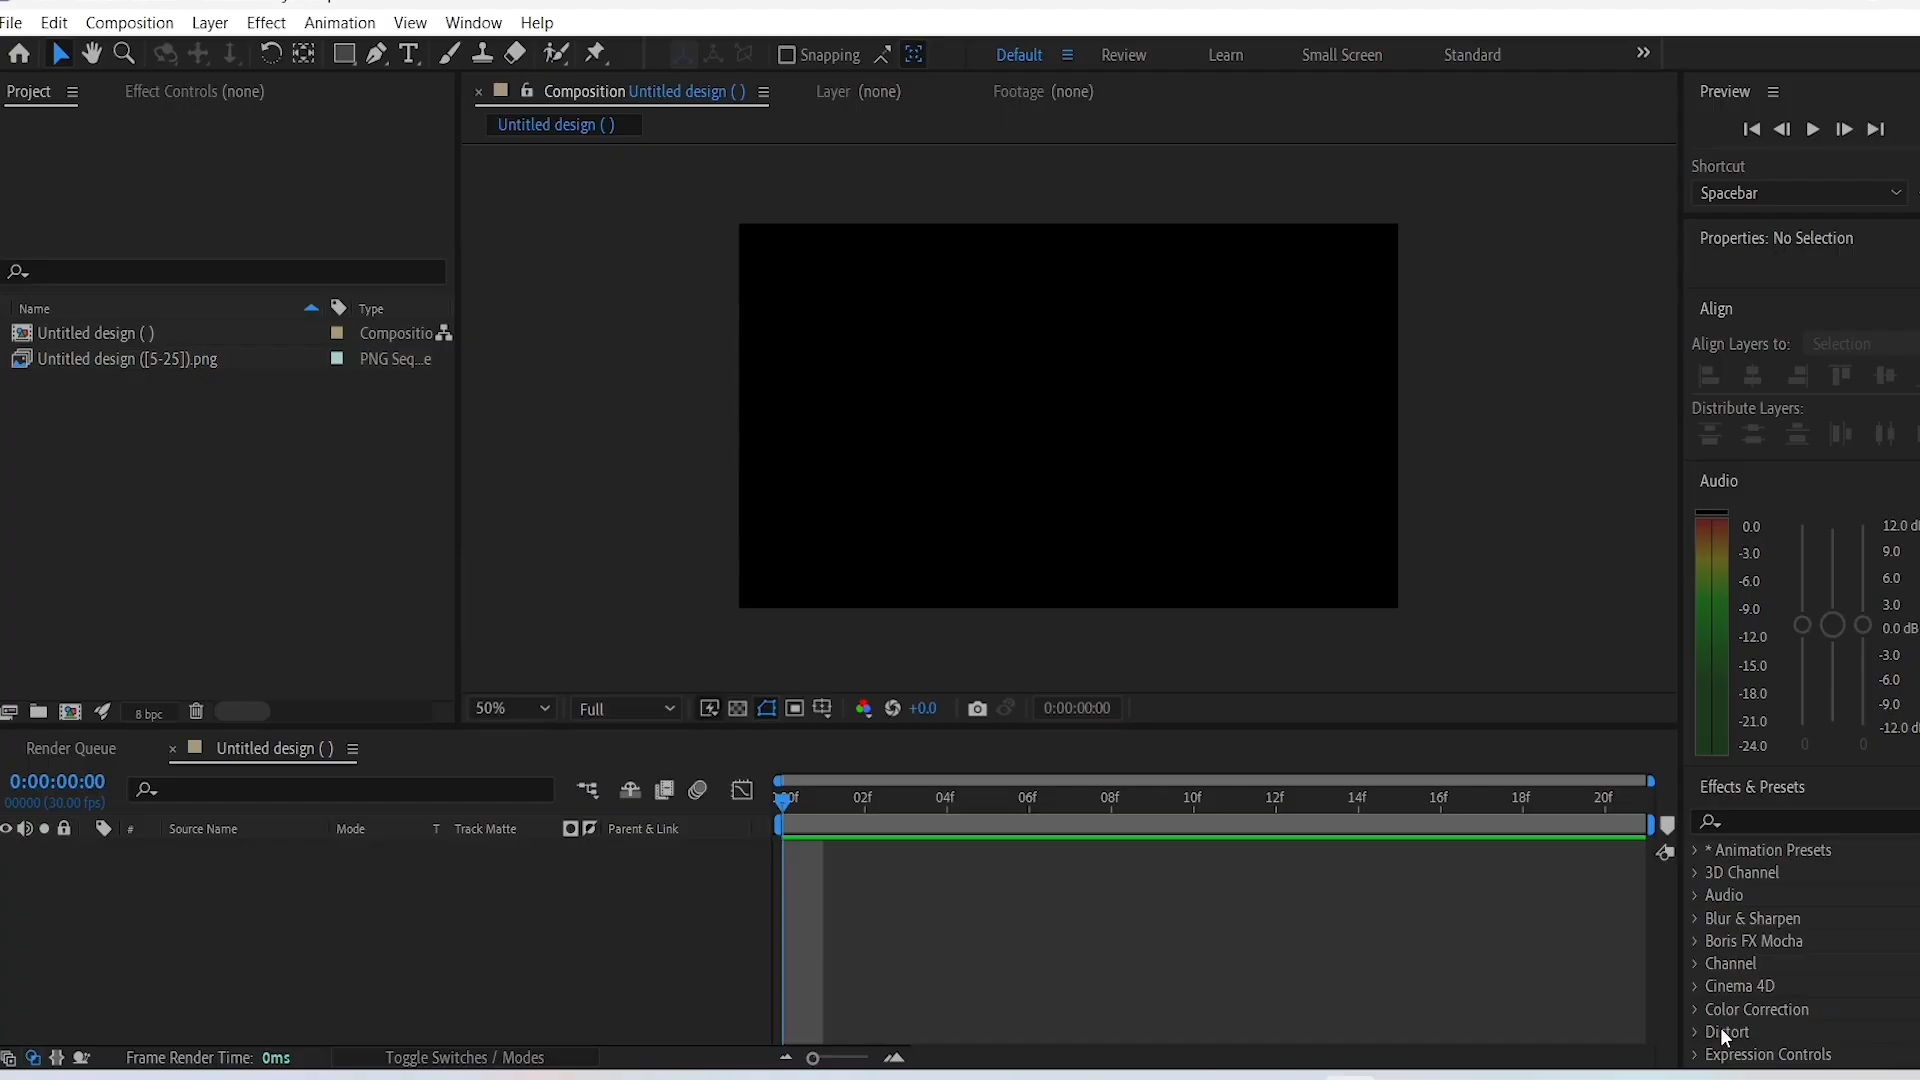 File Edit Composition Layer Effect Animation View Window Help
Snapping Default Review Learn Small Screen Standard
Project Effect Controls (none)
Composition Untitled design ( ) Layer (none) Footage (none)
Untitled design ( )
Name Type
Untitled design ( ) Compositio
Untitled design ([5-25]).png PNG Seq...e
8 bpc
50% Full +0.0 0:00:00:00
Preview
Shortcut
Spacebar
Properties: No Selection
Align
Align Layers to: Selection
Distribute Layers:
Audio
0.0 12.0 d
-3.0 9.0
-6.0 6.0
-9.0 3.0
-12.0 0.0 dB
-15.0 -3.0
-18.0 -6.0
-21.0 -9.0
-24.0 -12.0 d
0 0
Effects & Presets
* Animation Presets
3D Channel
Audio
Blur & Sharpen
Boris FX Mocha
Channel
Cinema 4D
Color Correction
Distort
Expression Controls
Render Queue Untitled design ( )
0:00:00:00
00000 (30.00 fps)
02f 04f 06f 08f 10f 12f 14f 16f 18f 20f
# Source Name Mode T Track Matte Parent & Link
Frame Render Time: 0ms Toggle Switches / Modes